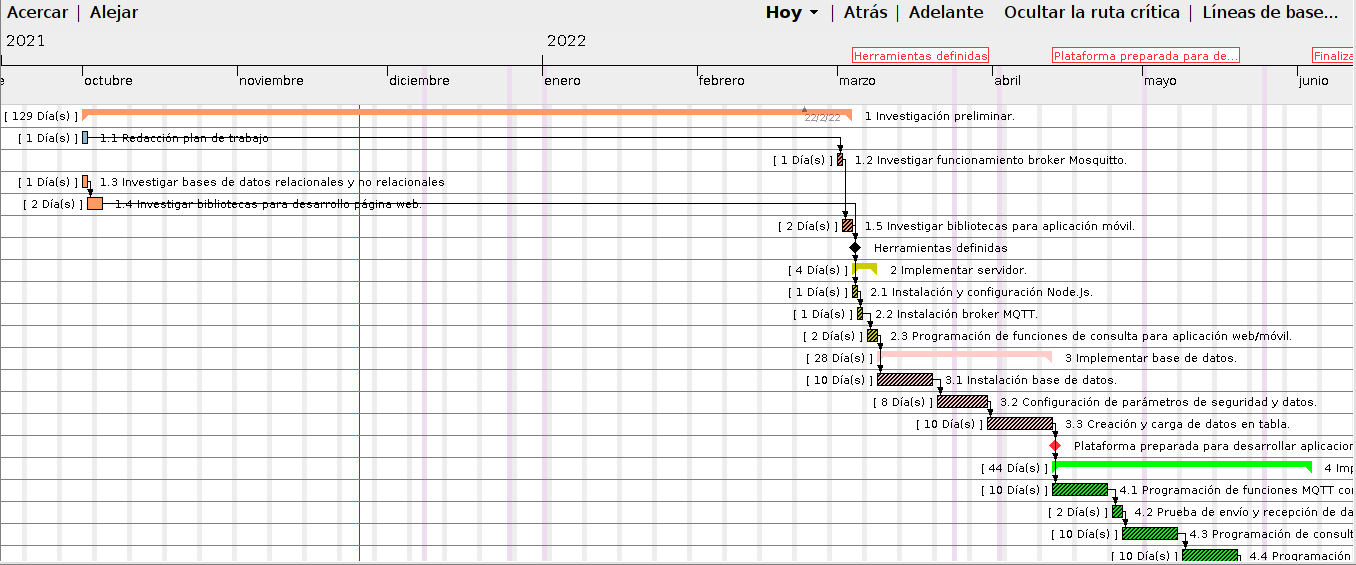 Acercar | Alejar
Hoy | Atrás | Adelante Ocultar la ruta crítica | Líneas de base...
2021 2022
Herramientas definidas Plataforma preparada para de... Finaliza
e octubre noviembre diciembre enero febrero marzo abril mayo junio
[ 129 Día(s) ] 22/2/22 1 Investigación preliminar.
[ 1 Día(s) ] 1.1 Redacción plan de trabajo
[ 1 Día(s) ] 1.2 Investigar funcionamiento broker Mosquitto.
[ 1 Día(s) ] 1.3 Investigar bases de datos relacionales y no relacionales
[ 2 Día(s) ] 1.4 Investigar bibliotecas para desarrollo página web.
[ 2 Día(s) ] 1.5 Investigar bibliotecas para aplicación móvil.
Herramientas definidas
[ 4 Día(s) ] 2 Implementar servidor.
[ 1 Día(s) ] 2.1 Instalación y configuración Node.Js.
[ 1 Día(s) ] 2.2 Instalación broker MQTT.
[ 2 Día(s) ] 2.3 Programación de funciones de consulta para aplicación web/móvil.
[ 28 Día(s) ] 3 Implementar base de datos.
[ 10 Día(s) ] 3.1 Instalación base de datos.
[ 8 Día(s) ] 3.2 Configuración de parámetros de seguridad y datos.
[ 10 Día(s) ] 3.3 Creación y carga de datos en tabla.
Plataforma preparada para desarrollar aplicacion
[ 44 Día(s) ] 4 Imp
[ 10 Día(s) ] 4.1 Programación de funciones MQTT con
[ 2 Día(s) ] 4.2 Prueba de envío y recepción de da
[ 10 Día(s) ] 4.3 Programación de consult
[ 10 Día(s) ] 4.4 Programación